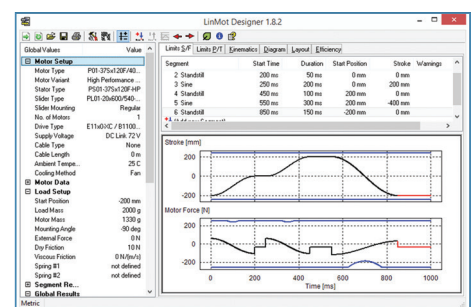 LinMot Designer 1.8.2
Global Values Value
Motor Setup
Motor Type P01-37Sx120F/40...
Motor Variant High Performance ...
Stator Type PS01-37Sx120F-HP
Slider Type PL01-20x600/540-...
Slider Mounting Regular
No. of Motors 1
Drive Type E11x0-XC / B1100...
Supply Voltage DC Link 72 V
Cable Type None
Cable Length 0 m
Ambient Tempe... 25 C
Cooling Method Fan
Motor Data
Load Setup
Start Position -200 mm
Load Mass 2000 g
Motor Mass 1330 g
Mounting Angle -90 deg
External Force 0 N
Dry Friction 10 N
Viscous Friction 0 N/(m/s)
Spring #1 not defined
Spring #2 not defined
Segment Re...
Global Results
Metric
Limits S/F Limits P/T Kinematics Diagram Layout Efficiency
Segment Start Time Duration Start Position Stroke Warnings
2 Standstill 200 ms 50 ms 0 mm 0 mm
3 Sine 250 ms 200 ms 0 mm 200 mm
4 Standstill 450 ms 100 ms 200 mm 0 mm
5 Sine 550 ms 300 ms 200 mm -400 mm
6 Standstill 850 ms 150 ms -200 mm 0 mm
Stroke [mm]
200
0
-200
Motor Force [N]
200
0
-200
0 200 400 600 800 1000
Time [ms]